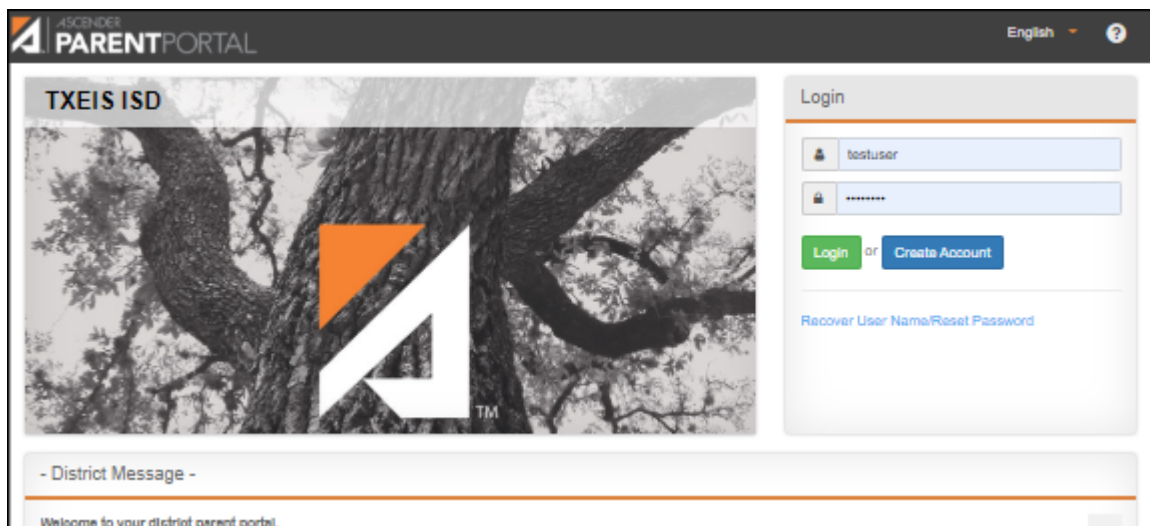 ASCENDER
PARENTPORTAL
English
TXEIS ISD
TM
Login
testuser
••••••••
Login or Create Account
Recover User Name/Reset Password
- District Message -
Welcome to your district parent portal.